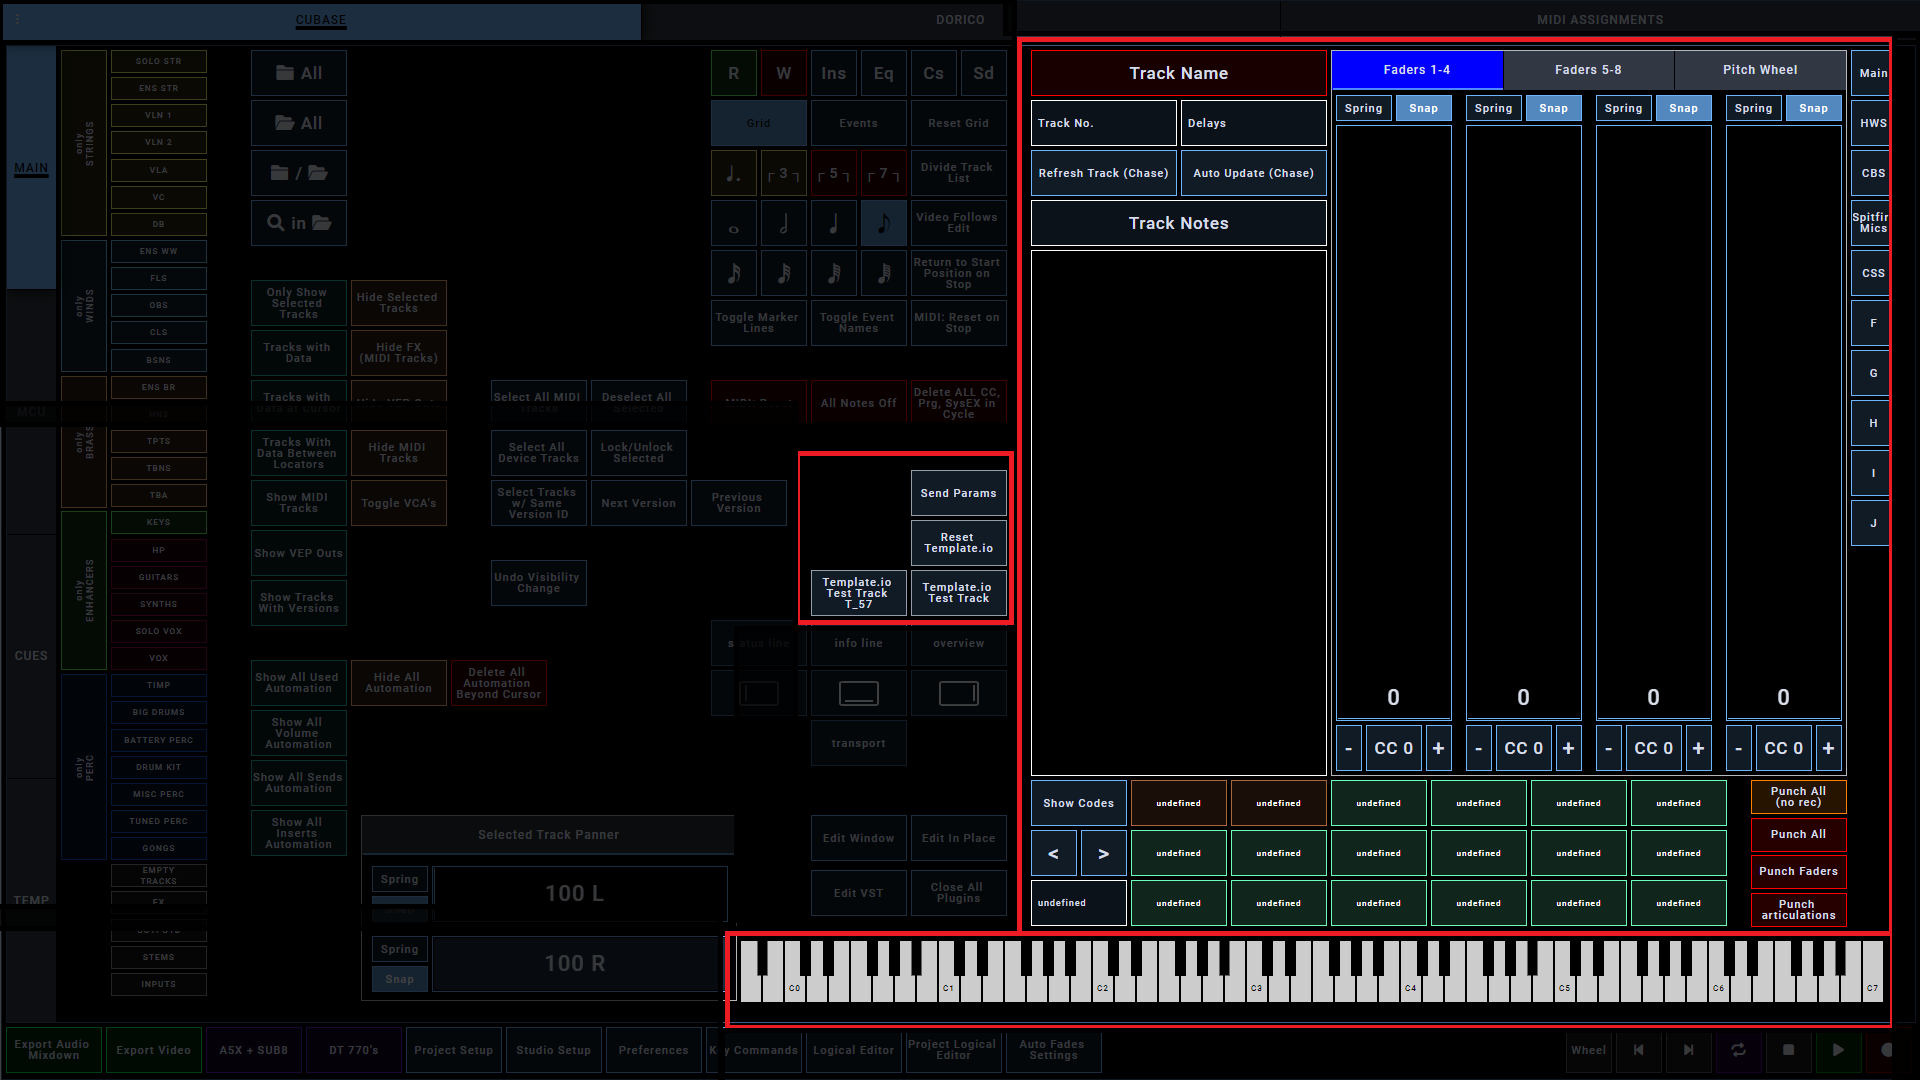 CUBASE
DORICO
MIDI ASSIGNMENTS
MAIN
MCU
CUES
TEMP
only
STRINGS
only
WINDS
BRASS
only
ENHANCERS
only
PERC
SOLO STR
ENS STR
VLN 1
VLN 2
VLA
VC
DB
ENS WW
FLS
OBS
CLS
BSNS
ENS BR
HNS
TPTS
TBNS
TBA
KEYS
HP
GUITARS
SYNTHS
SOLO VOX
VOX
TIMP
BIG DRUMS
BATTERY PERC
DRUM KIT
MISC PERC
TUNED PERC
GONGS
EMPTY
TRACKS
FX
STEMS
INPUTS
All
All
/
in
Only Show
Selected
Tracks
Hide Selected
Tracks
Tracks with
Data
Hide FX
(MIDI Tracks)
Tracks with
Data at Cursor
Hide VEP Outs
Tracks With
Data Between
Locators
Hide MIDI
Tracks
Show MIDI
Tracks
Toggle VCA's
Show VEP Outs
Show Tracks
With Versions
Show All Used
Automation
Hide All
Automation
Delete All
Automation
Beyond Cursor
Show All
Volume
Automation
Show All Sends
Automation
Show All
Inserts
Automation
Select All MIDI
Tracks
Deselect All
Selected
Select All
Device Tracks
Lock/Unlock
Selected
Select Tracks
w/ Same
Version ID
Next Version
Previous
Version
Undo Visibility
Change
R
W
Ins
Eq
Cs
Sd
Grid
Events
Reset Grid
3
5
7
Divide Track
List
Video Follows
Edit
Return to Start
Position on
Stop
Toggle Marker
Lines
Toggle Event
Names
MIDI: Reset on
Stop
MIDI: Reset
All Notes Off
Delete ALL CC,
Prg, SysEX in
Cycle
Send Params
Reset
Template.io
Template.io
Test Track
T_57
Template.io
Test Track
status line
info line
overview
transport
Selected Track Panner
Spring
100 L
Spring
Snap
100 R
Edit Window
Edit In Place
Edit VST
Close All
Plugins
Track Name
Track No.
Delays
Refresh Track (Chase)
Auto Update (Chase)
Track Notes
Faders 1-4
Faders 5-8
Pitch Wheel
Spring
Snap
Spring
Snap
Spring
Snap
Spring
Snap
0
0
0
0
-
CC 0
+
-
CC 0
+
-
CC 0
+
-
CC 0
+
Main
HWS
CBS
Spitfir
Mics
CSS
F
G
H
I
J
Show Codes
undefined
undefined
undefined
undefined
undefined
undefined
<
>
undefined
undefined
undefined
undefined
undefined
undefined
undefined
undefined
undefined
undefined
undefined
undefined
undefined
Punch All
(no rec)
Punch All
Punch Faders
Punch
articulations
C0
C1
C2
C3
C4
C5
C6
C7
Export Audio
Mixdown
Export Video
A5X + SUB8
DT 770's
Project Setup
Studio Setup
Preferences
Key Commands
Logical Editor
Project Logical
Editor
Auto Fades
Settings
Wheel